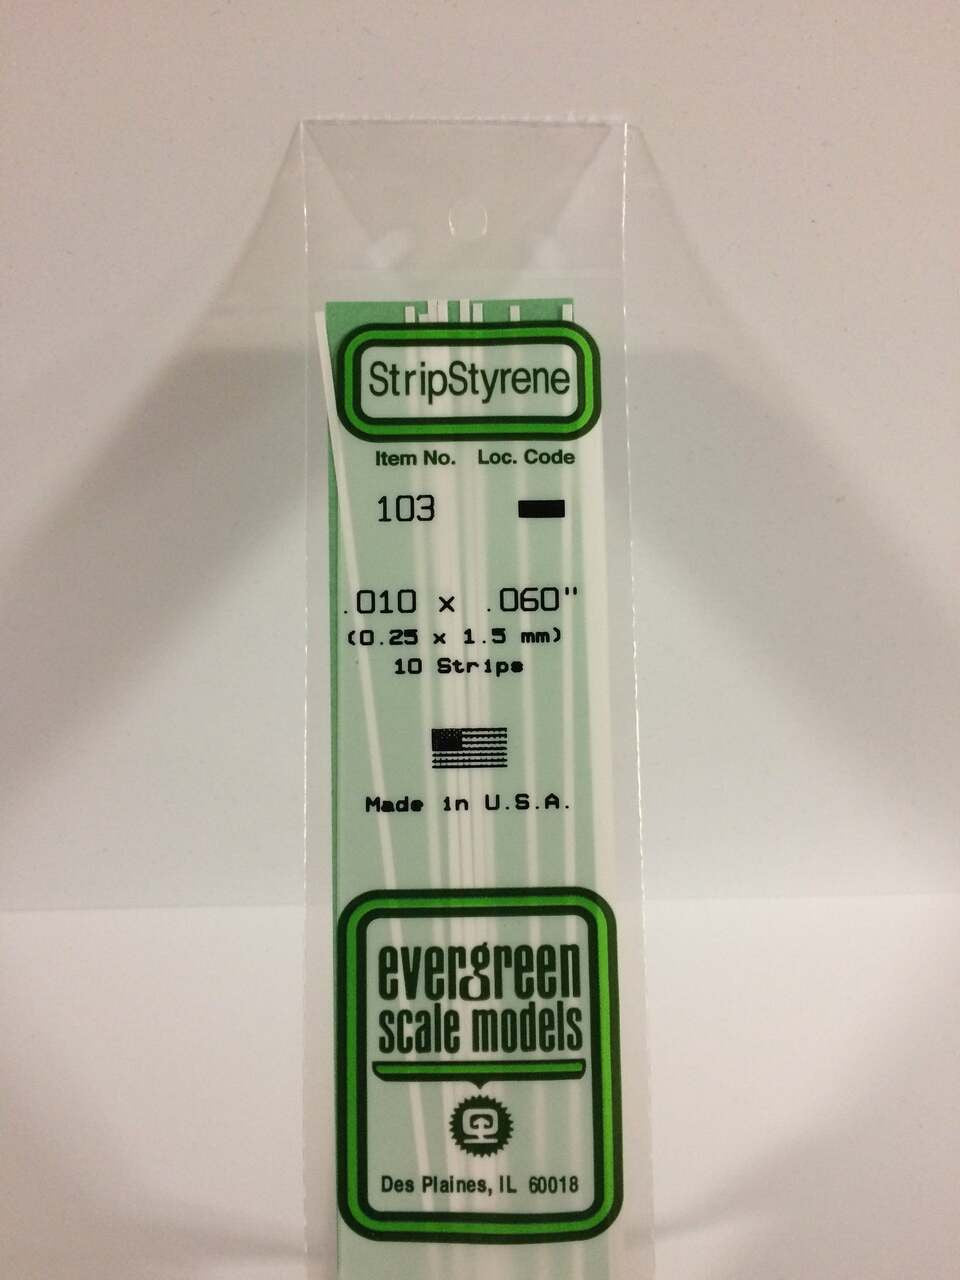 StripStyrene
Item No. Loc. Code
103
.010 x .060"
(0.25 x 1.5 mm)
10 Strips
Made in U.S.A.
evergreen
scale models
Des Plaines, IL 60018